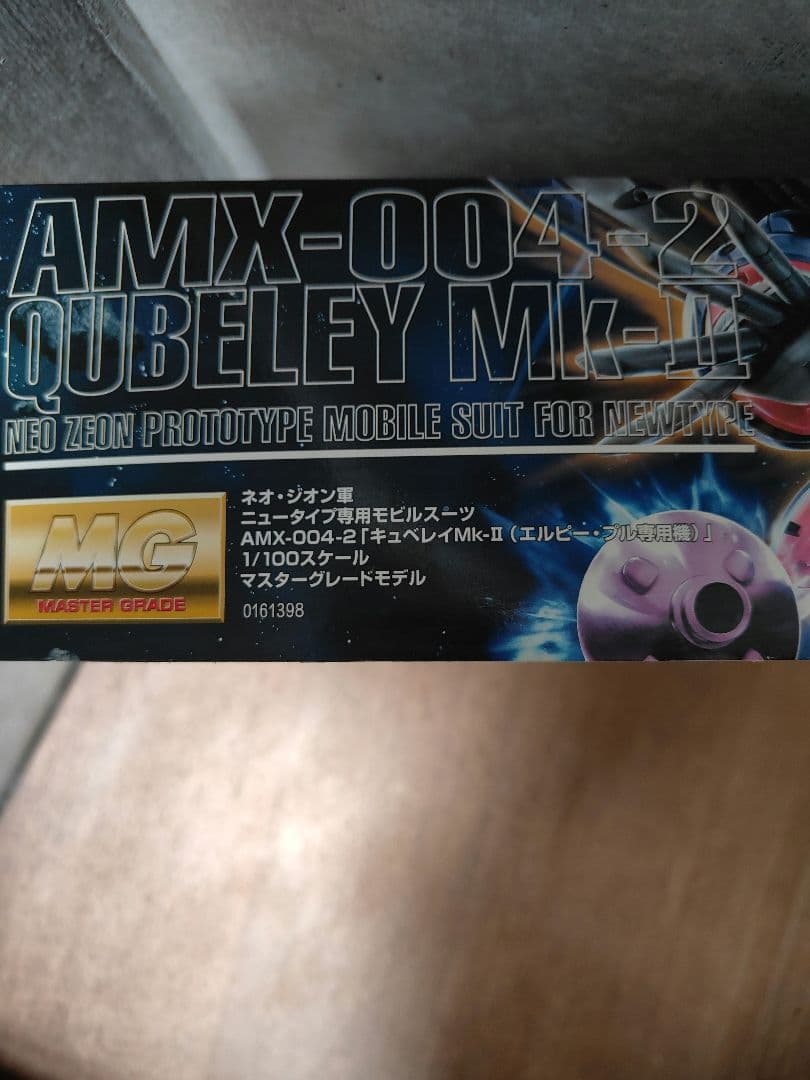 AMX-004-2
QUBELEY Mk-II
NEO ZEON PROTOTYPE MOBILE SUIT FOR NEWTYPE
MG
MASTER GRADE
ネオ・ジオン軍
ニュータイプ専用モビルスーツ
AMX-004-2「キュベレイMk-II（エルピー・プル専用機）」
1/100スケール
マスターグレードモデル
0161398